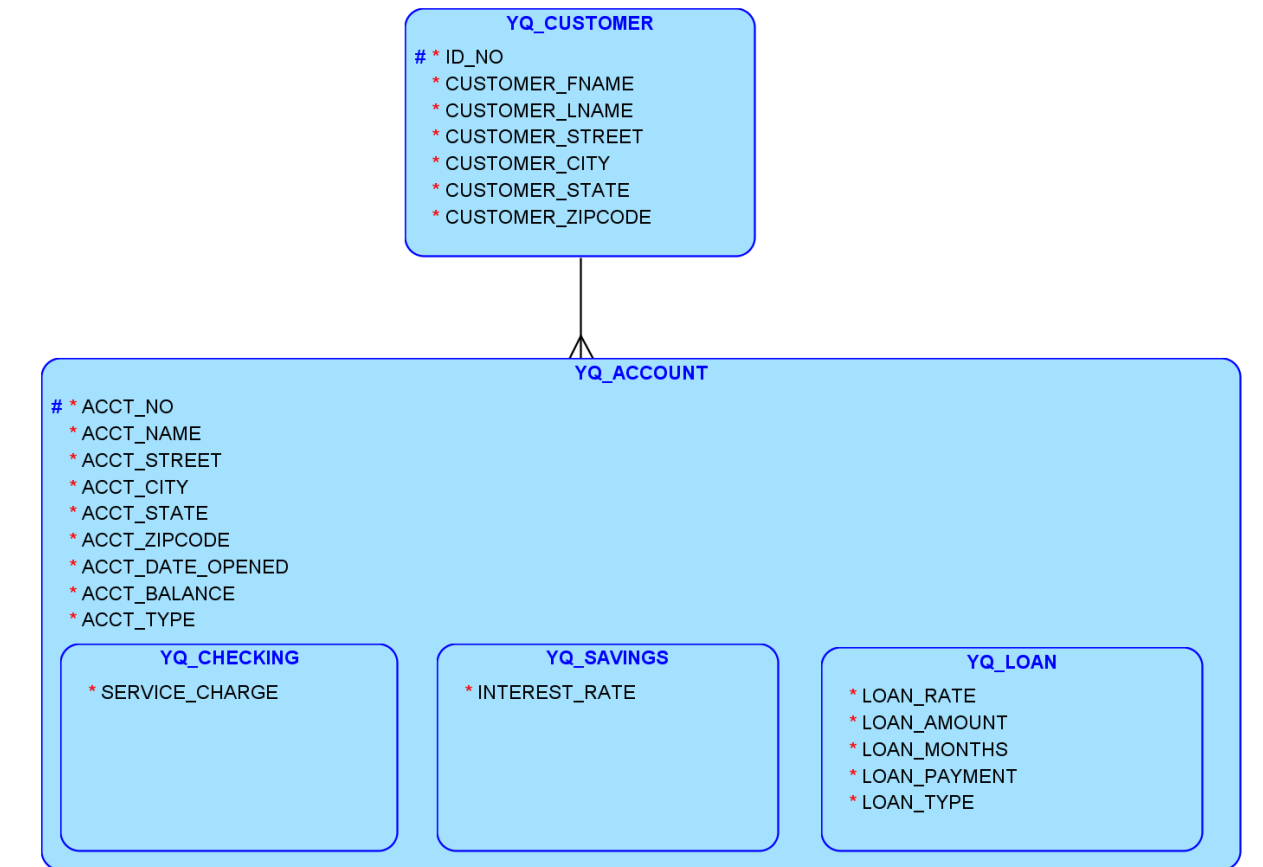 YQ_CUSTOMER
# * ID_NO
* CUSTOMER_FNAME
* CUSTOMER_LNAME
* CUSTOMER_STREET
* CUSTOMER_CITY
* CUSTOMER_STATE
* CUSTOMER_ZIPCODE
YQ_ACCOUNT
# * ACCT_NO
* ACCT_NAME
* ACCT_STREET
* ACCT_CITY
* ACCT_STATE
* ACCT_ZIPCODE
* ACCT_DATE_OPENED
* ACCT_BALANCE
* ACCT_TYPE
YQ_CHECKING
* SERVICE_CHARGE
YQ_SAVINGS
* INTEREST_RATE
YQ_LOAN
* LOAN_RATE
* LOAN_AMOUNT
* LOAN_MONTHS
* LOAN_PAYMENT
* LOAN_TYPE